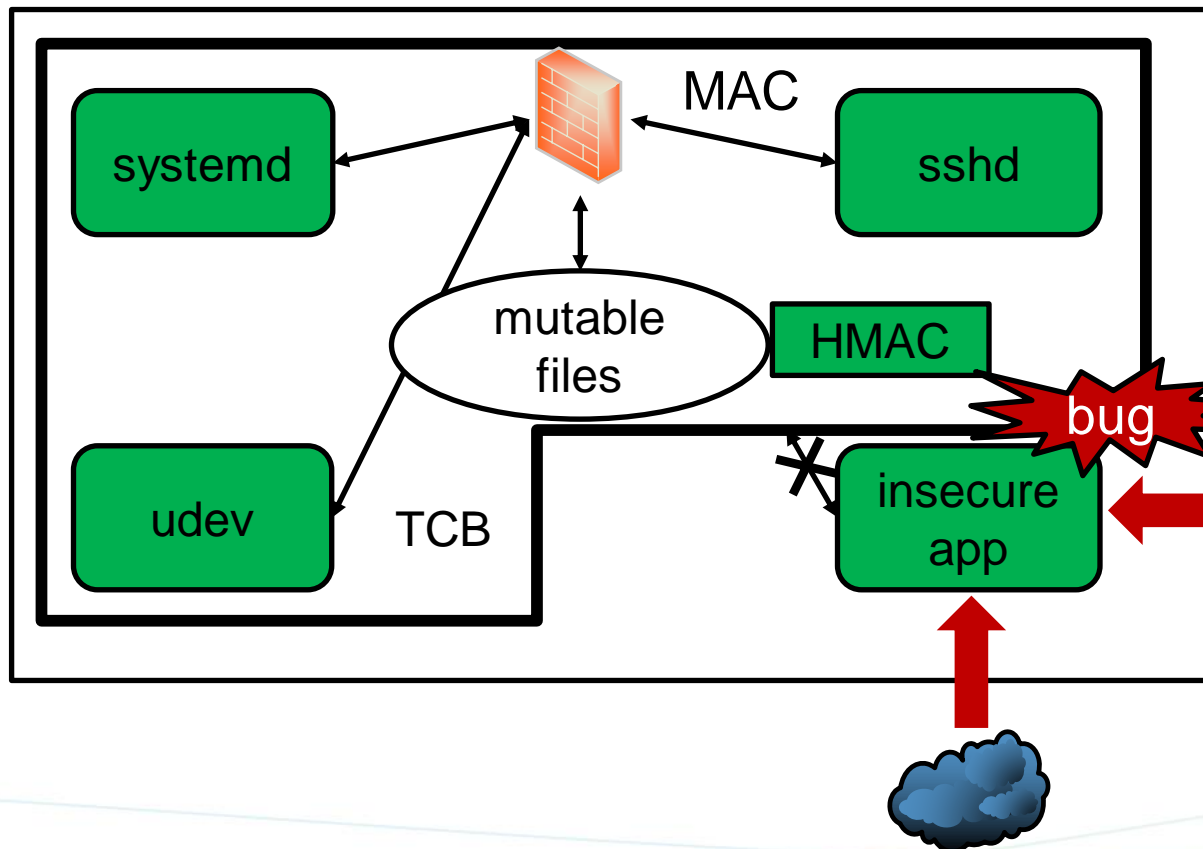 MAC
systemd
sshd
mutable
files
HMAC
bug
udev
TCB
insecure
app